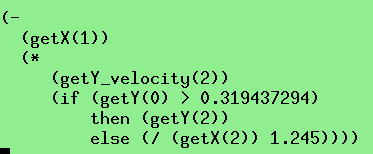 (-
(getX(1))
(*
(getY_velocity(2))
(if (getY(0) > 0.319437294)
then (getY(2))
else (/ (getX(2)) 1.245))))